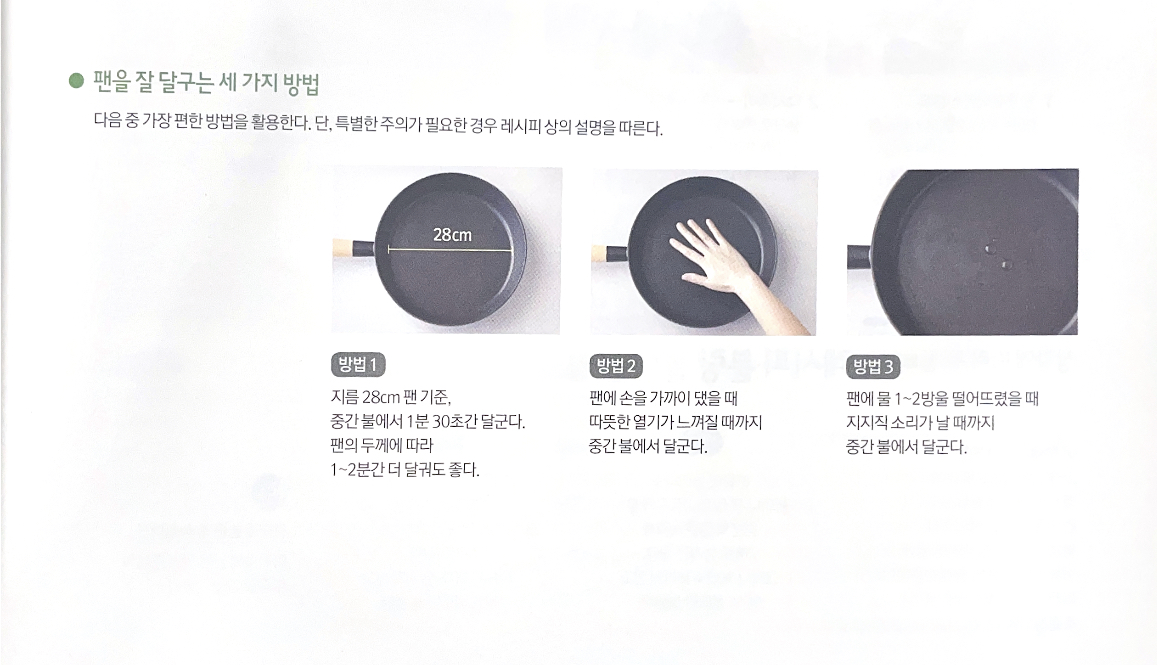 팬을 잘 달구는 세 가지 방법
다음 중 가장 편한 방법을 활용한다. 단, 특별한 주의가 필요한 경우 레시피 상의 설명을 따른다.
28cm
방법 1
지름 28cm 팬 기준,
중간 불에서 1분 30초간 달군다.
팬의 두께에 따라
1~2분간 더 달궈도 좋다.
방법 2
팬에 손을 가까이 댔을 때
따뜻한 열기가 느껴질 때까지
중간 불에서 달군다.
방법 3
팬에 물 1~2방울 떨어뜨렸을 때
지지직 소리가 날 때까지
중간 불에서 달군다.